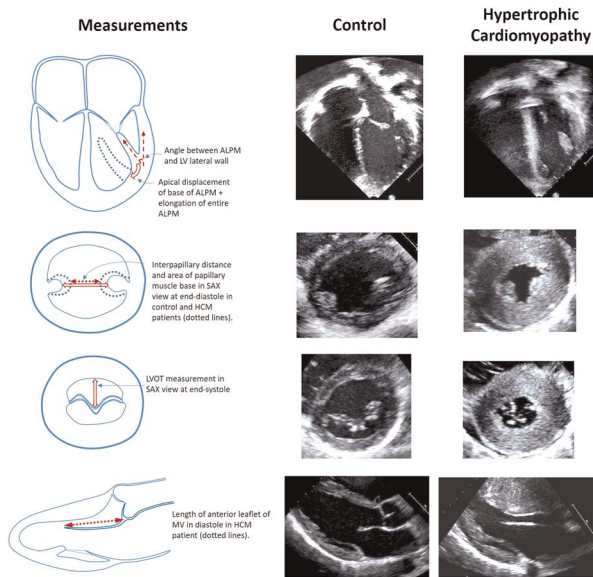 Measurements
Control
Hypertrophic
Cardiomyopathy
Angle between ALPM
and LV lateral wall
Apical displacement
of base of ALPM +
elongation of entire
ALPM
Interpapillary distance
and area of papillary
muscle base in SAX
view at end-diastole in
control and HCM
patients (dotted lines).
LVOT measurement in
SAX view at end-systole
Length of anterior leaflet of
MV in diastole in HCM
patient (dotted lines).